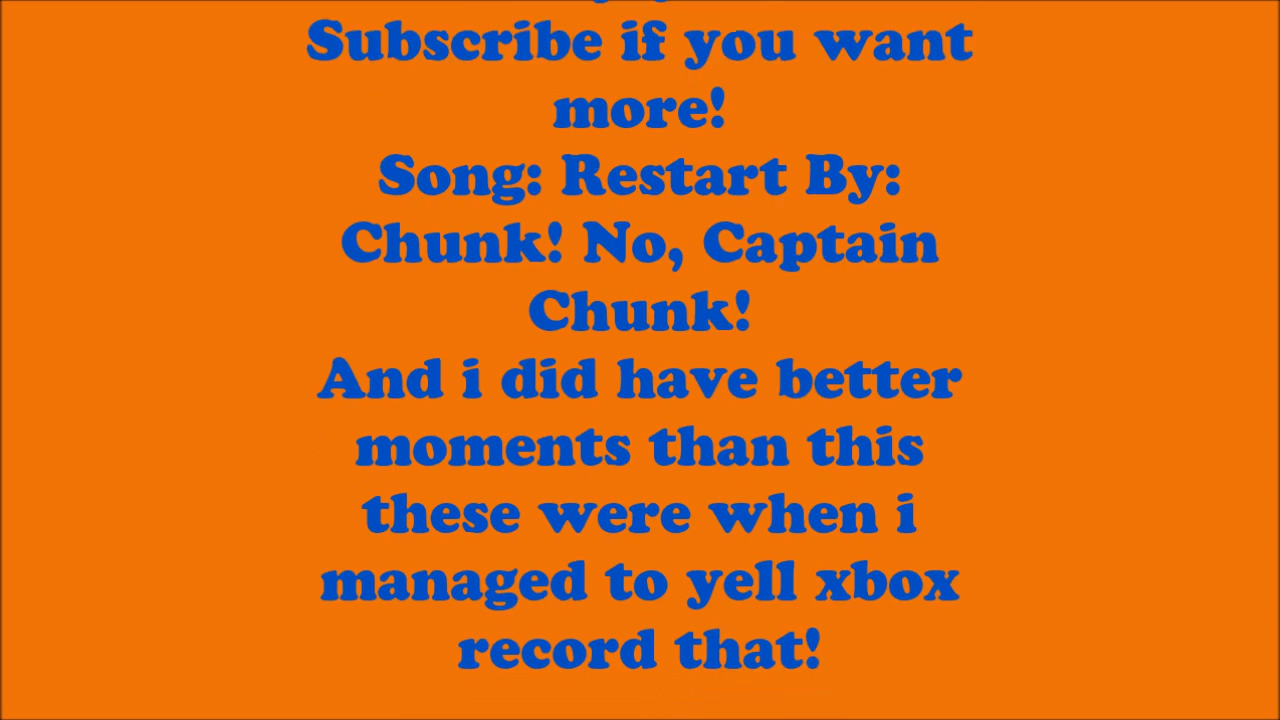 Subscribe if you want
more!
Song: Restart By:
Chunk! No, Captain
Chunk!
And i did have better
moments than this
these were when i
managed to yell xbox
record that!